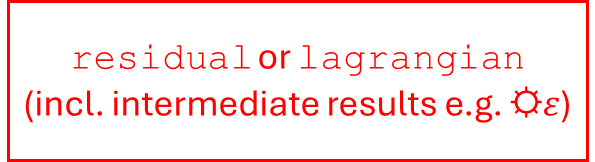 residual or lagrangian
(incl. intermediate results e.g. ☼ε)